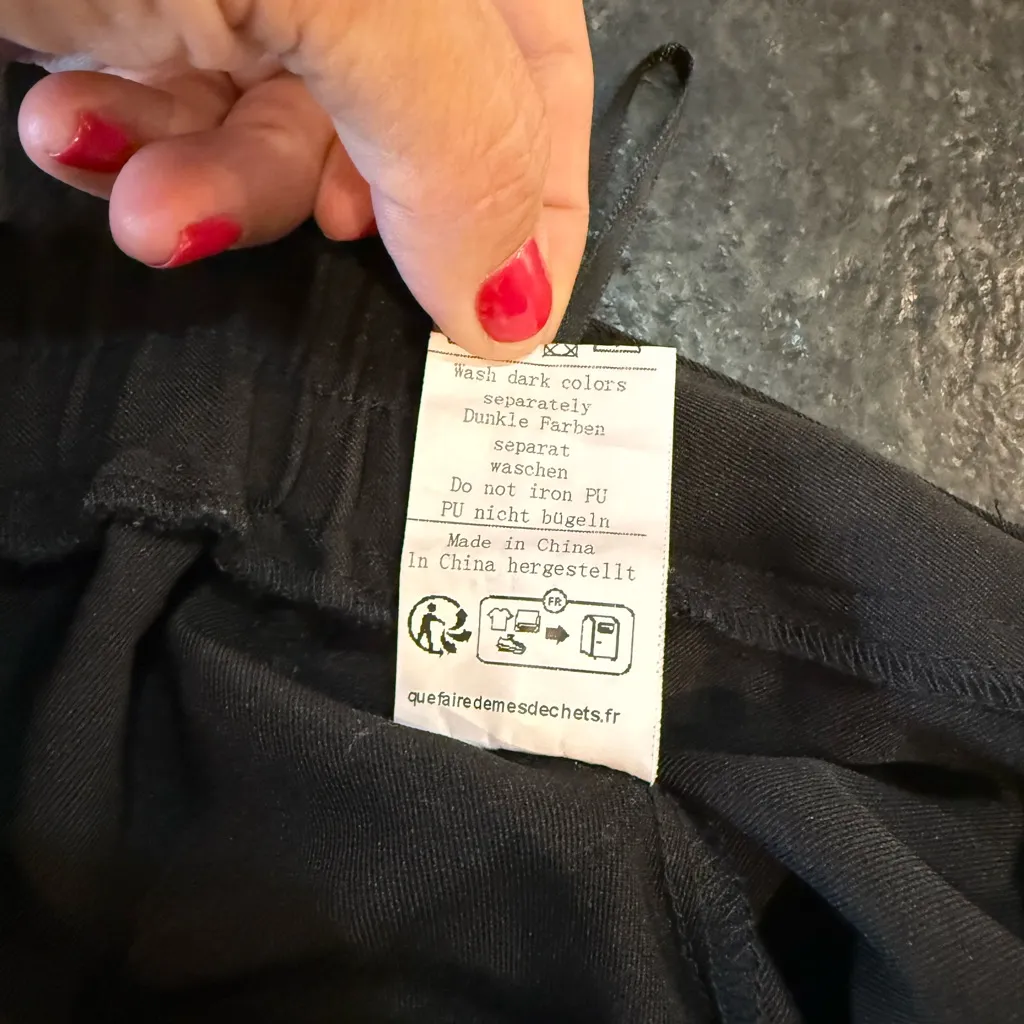 Wash dark colors
separately
Dunkle Farben
separat
waschen
Do not iron PU
PU nicht bügeln
Made in China
In China hergestellt
FR
quefairedemesdechets.fr